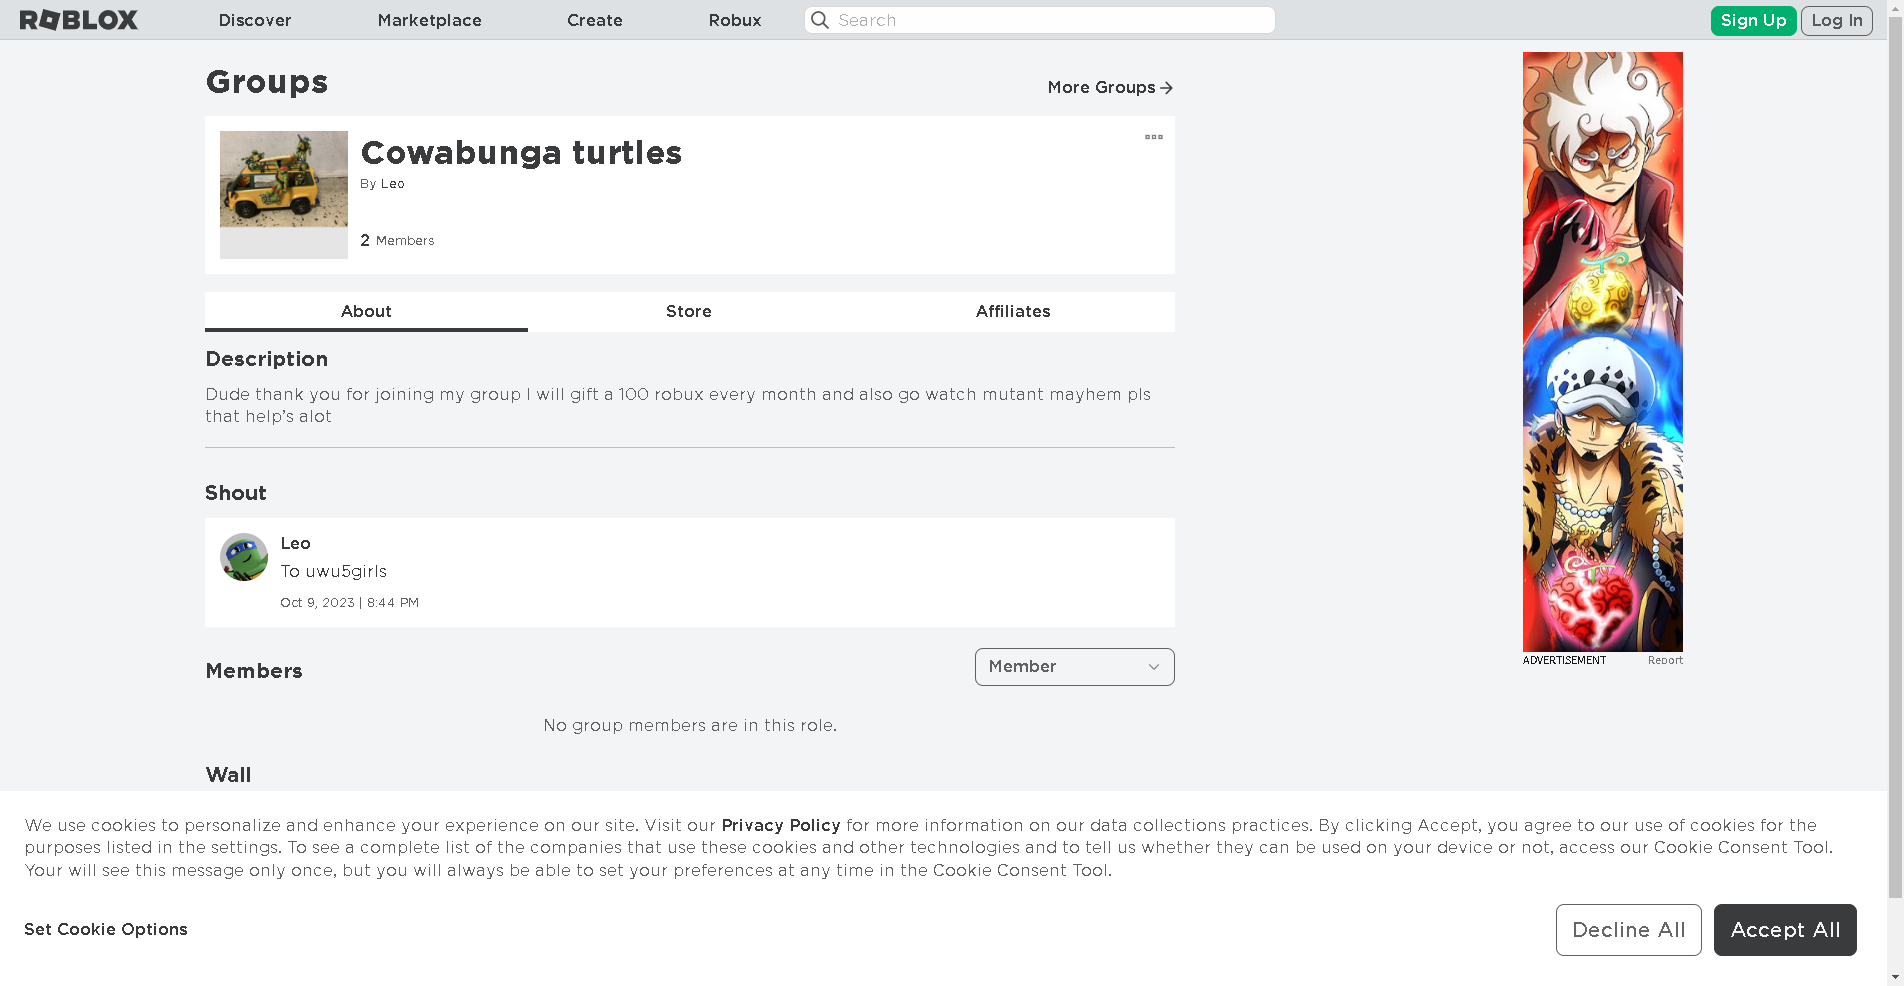 ROBLOX Discover Marketplace Create Robux Search Sign Up Log In
Groups
More Groups
Cowabunga turtles
By Leo
2 Members
About Store Affiliates
Description
Dude thank you for joining my group I will gift a 100 robux every month and also go watch mutant mayhem pls
that help's alot
Shout
Leo
To uwu5girls
Oct 9, 2023 | 8:44 PM
Members
Member
No group members are in this role.
Wall
ADVERTISEMENT Report
We use cookies to personalize and enhance your experience on our site. Visit our Privacy Policy for more information on our data collections practices. By clicking Accept, you agree to our use of cookies for the
purposes listed in the settings. To see a complete list of the companies that use these cookies and other technologies and to tell us whether they can be used on your device or not, access our Cookie Consent Tool.
Your will see this message only once, but you will always be able to set your preferences at any time in the Cookie Consent Tool.
Set Cookie Options
Decline All
Accept All